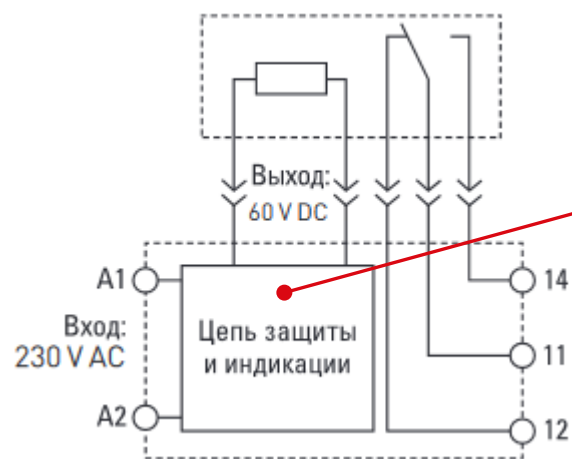 Выход:
60 V DC
A1
14
Вход:
230 V AC
Цепь защиты
и индикации
11
A2
12